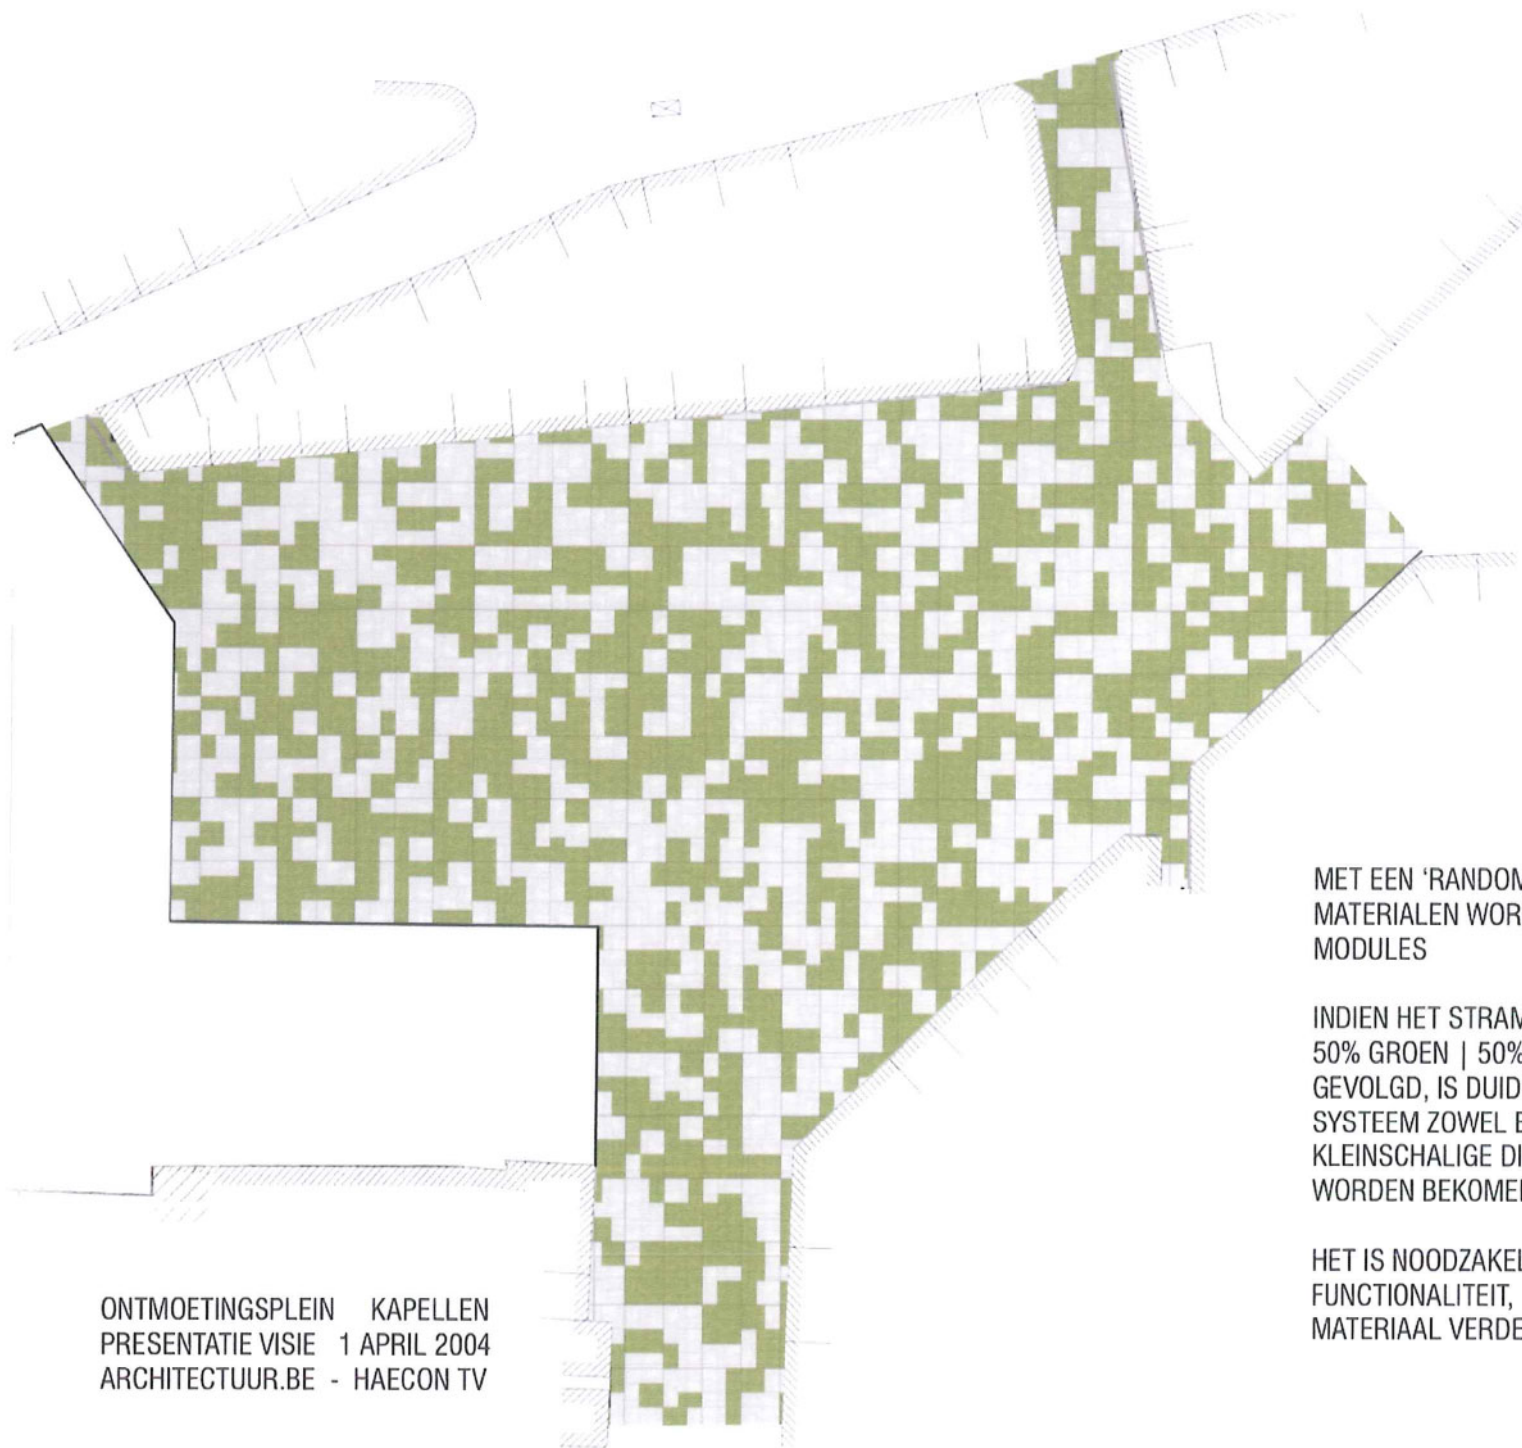 MET EEN ‘RANDOM
MATERIALEN WOR
MODULES
INDIEN HET STRAM
50% GROEN | 50%
GEVOLGD, IS DUID
SYSTEEM ZOWEL E
KLEINSCHALIGE DI
WORDEN BEKOME
HET IS NOODZAKEL
FUNCTIONALITEIT,
MATERIAAL VERDE
ONTMOETINGSPLEIN KAPELLEN
PRESENTATIE VISIE 1 APRIL 2004
ARCHITECTUUR.BE - HAECON TV